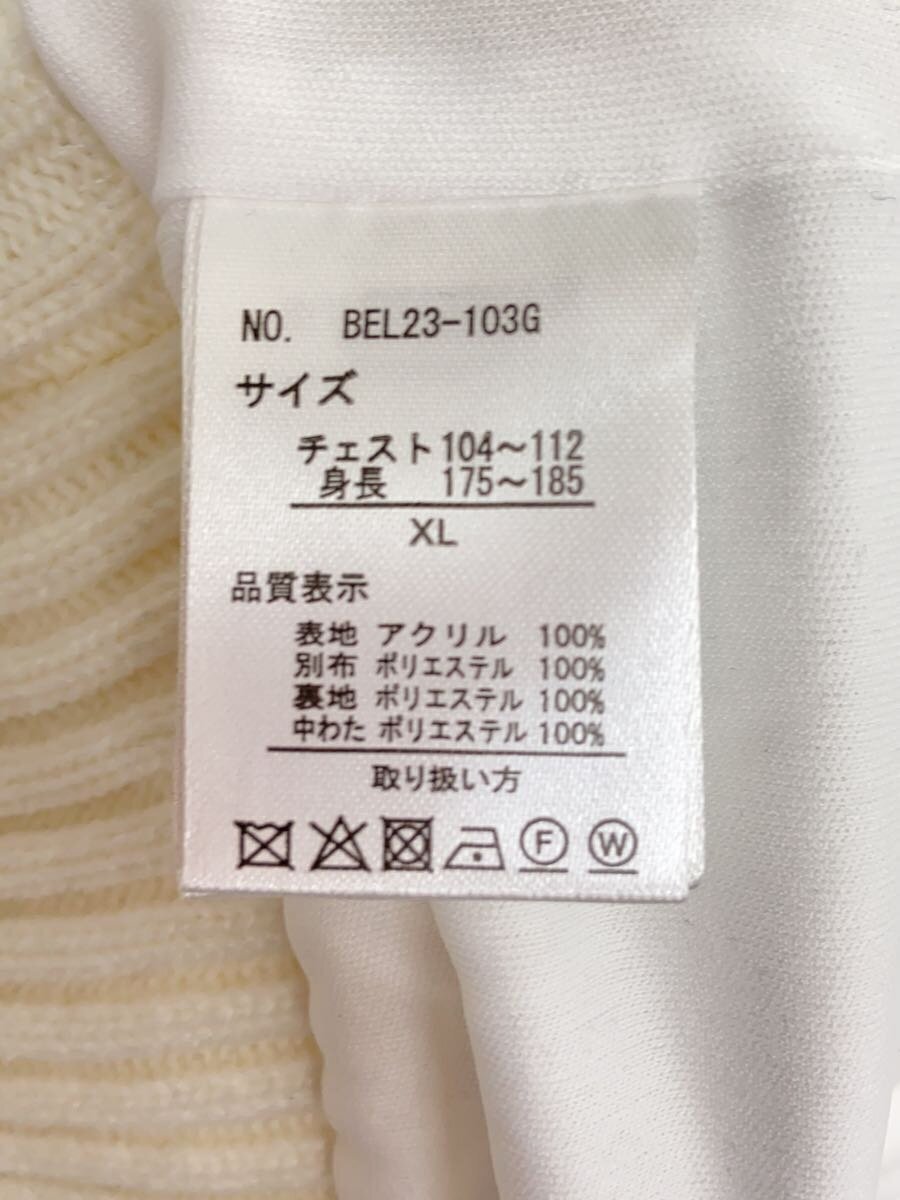 NO. BEL23-103G
サイズ
チェスト 104～112
身長 175～185
XL
品質表示
表地 アクリル 100%
別布 ポリエステル 100%
裏地 ポリエステル 100%
中わた ポリエステル 100%
取り扱い方
F W